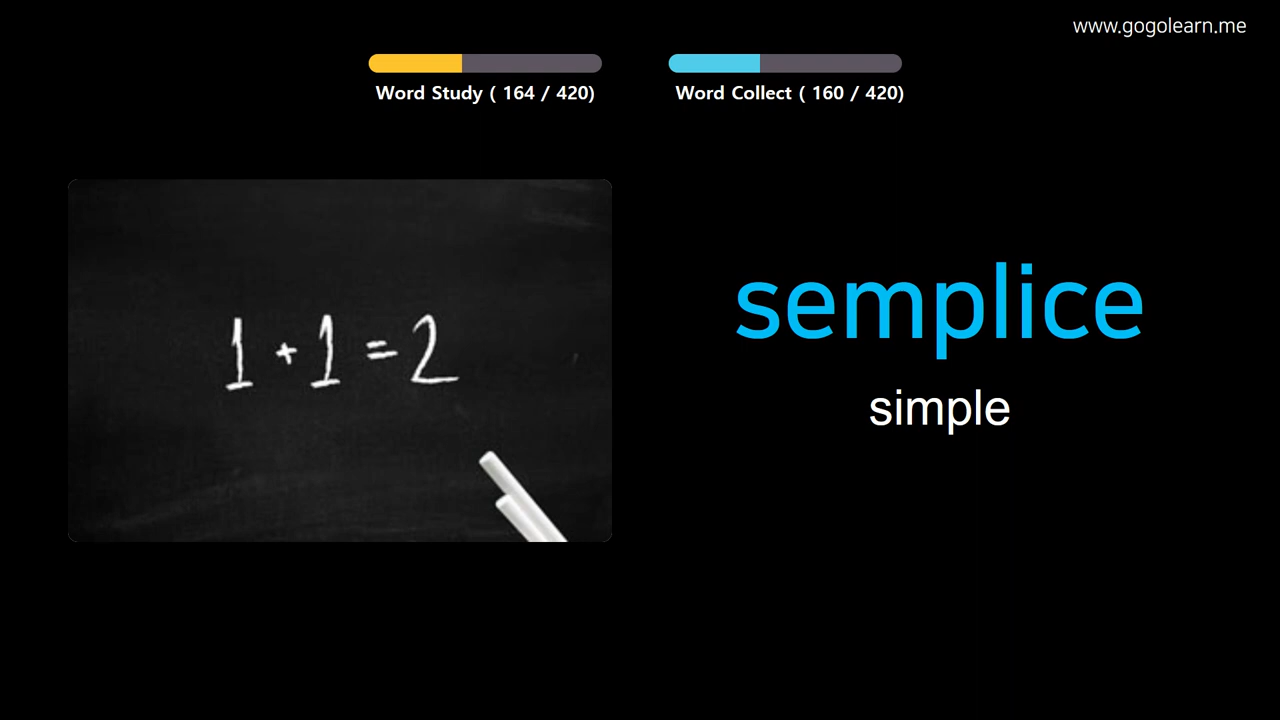 www.gogolearn.me
Word Study ( 164 / 420)
Word Collect ( 160 / 420)
1 + 1 = 2
semplice
simple